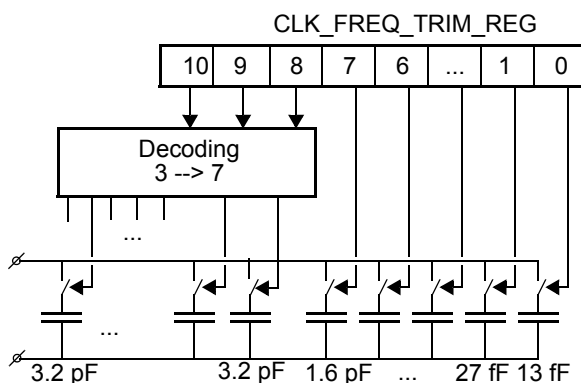 CLK_FREQ_TRIM_REG
10 9 8 7 6 ... 1 0
Decoding
3 --> 7
...
...
3.2 pF 3.2 pF 1.6 pF ... 27 fF 13 fF